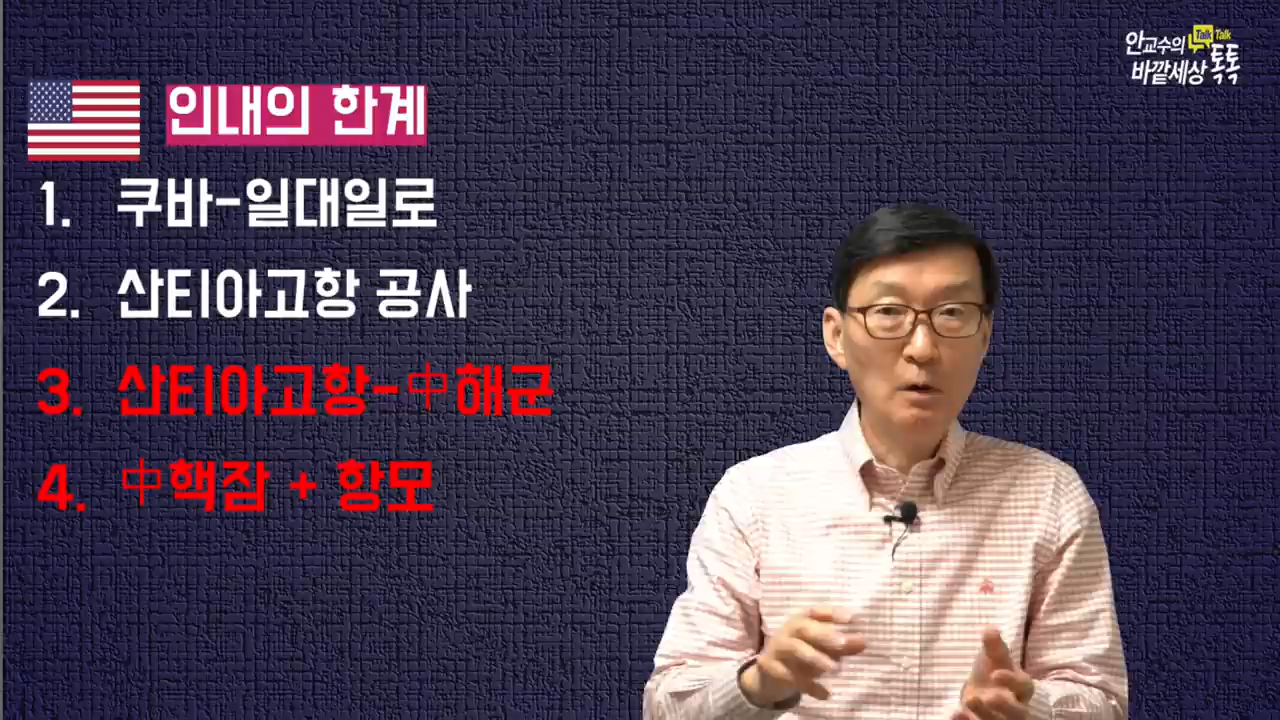 안교수의 Talk Talk
바깥세상 톡톡
인내의 한계
1. 쿠바-일대일로
2. 산티아고항 공사
3. 산티아고항-中해군
4. 中핵잠 + 항모